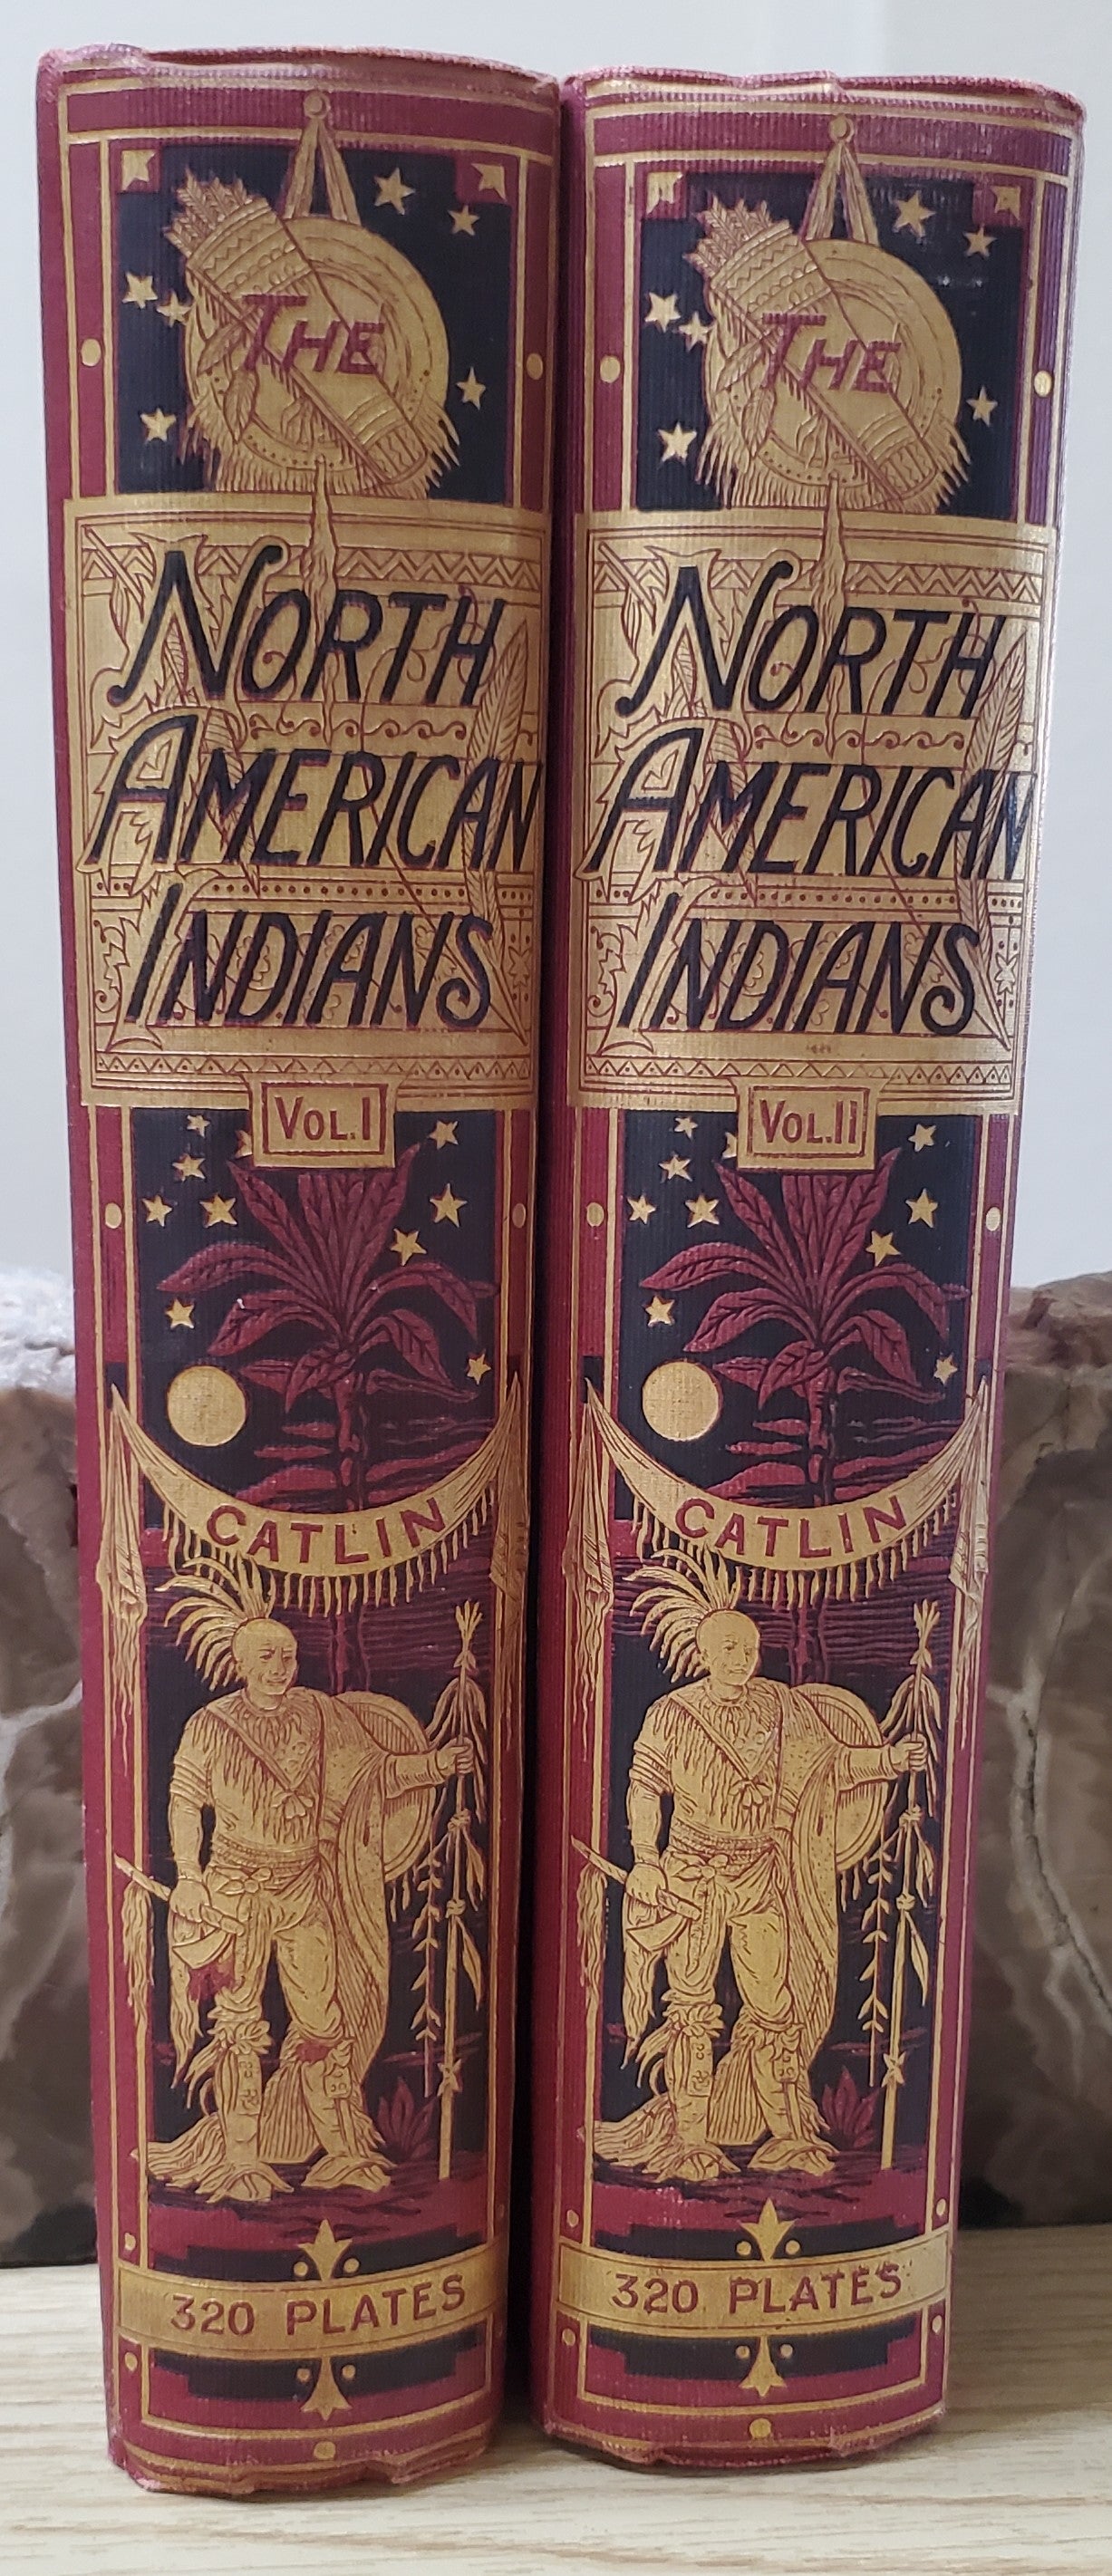 THE
NORTH
AMERICAN
INDIANS
VOL. I
CATLIN
320 PLATES
THE
NORTH
AMERICAN
INDIANS
VOL. II
CATLIN
320 PLATES